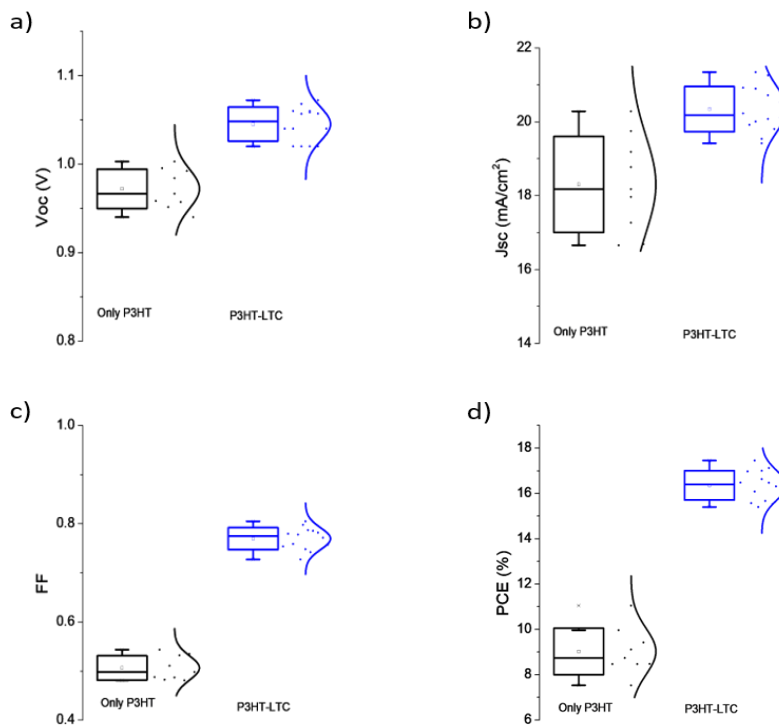 a)
1.1
1.0
0.9
0.8
Voc (V)
Only P3HT
P3HT-LTC
b)
22
20
18
16
14
Jsc (mA/cm²)
Only P3HT
P3HT-LTC
c)
1.0
0.8
0.6
0.4
FF
Only P3HT
P3HT-LTC
d)
18
16
14
12
10
8
6
PCE (%)
Only P3HT
P3HT-LTC